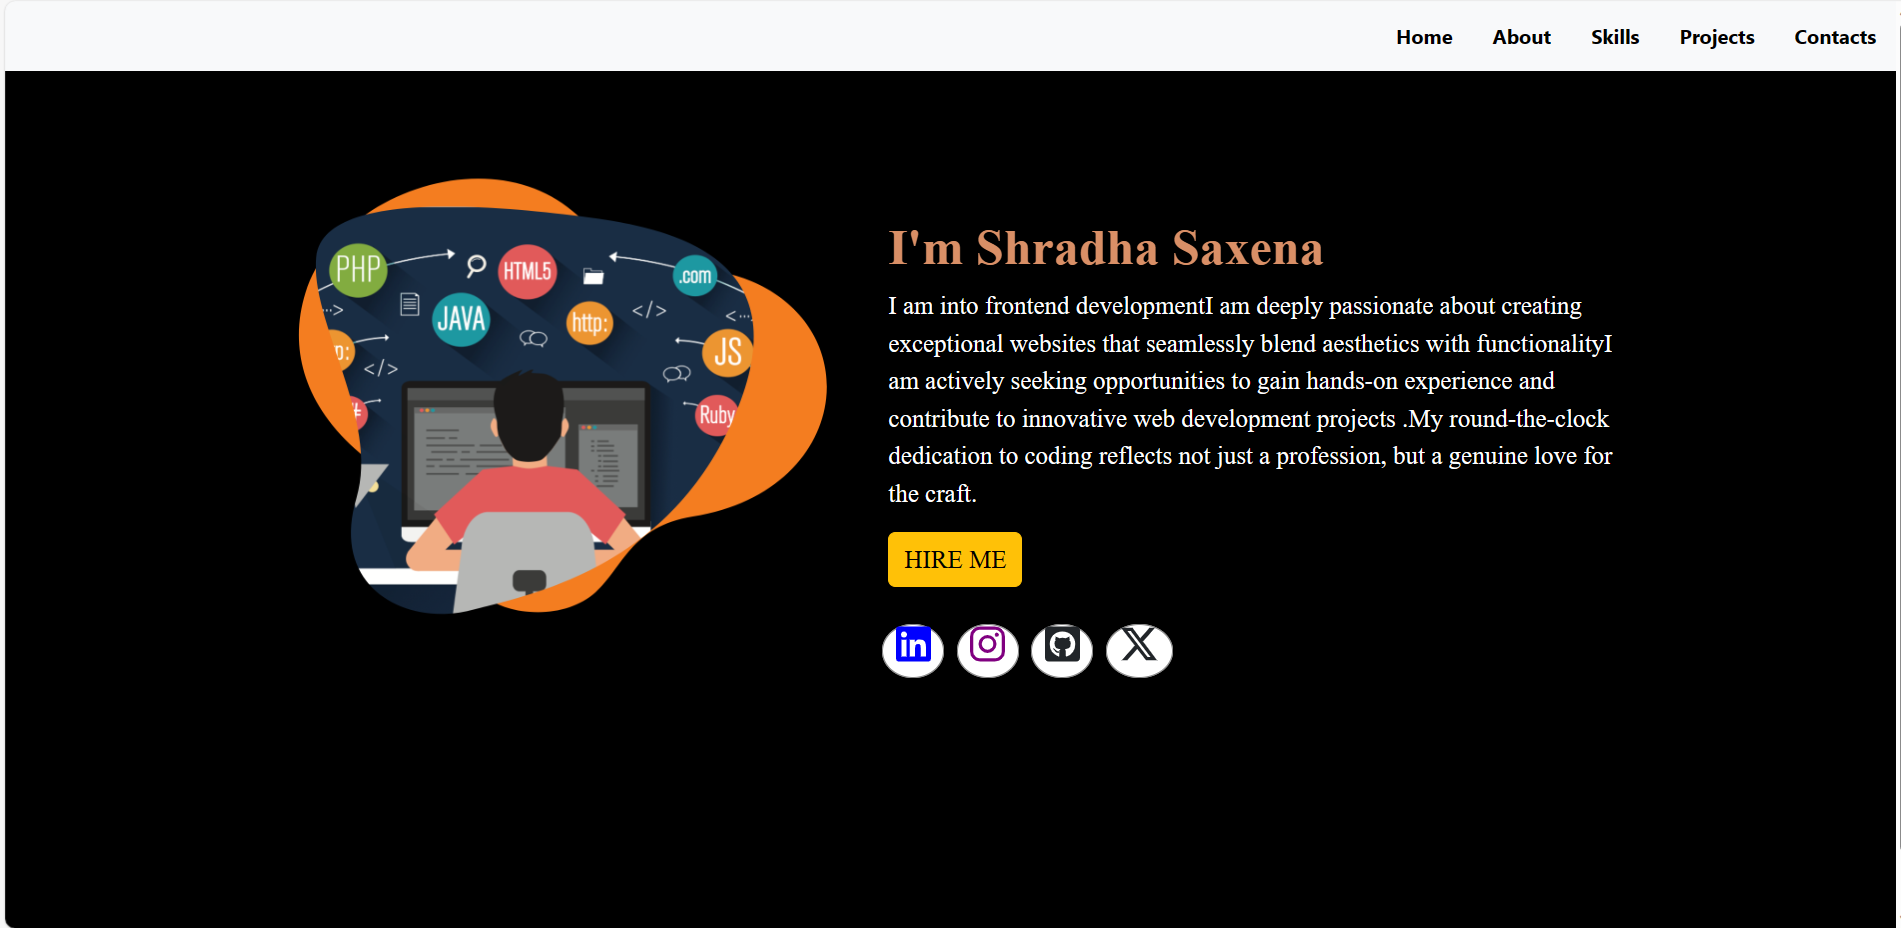 Home About Skills Projects Contacts
PHP
HTML5
.com
JAVA
http:
JS
p:
</>
</>
#
Ruby
I'm Shradha Saxena
I am into frontend developmentI am deeply passionate about creating
exceptional websites that seamlessly blend aesthetics with functionalityI
am actively seeking opportunities to gain hands-on experience and
contribute to innovative web development projects .My round-the-clock
dedication to coding reflects not just a profession, but a genuine love for
the craft.
HIRE ME
in
X